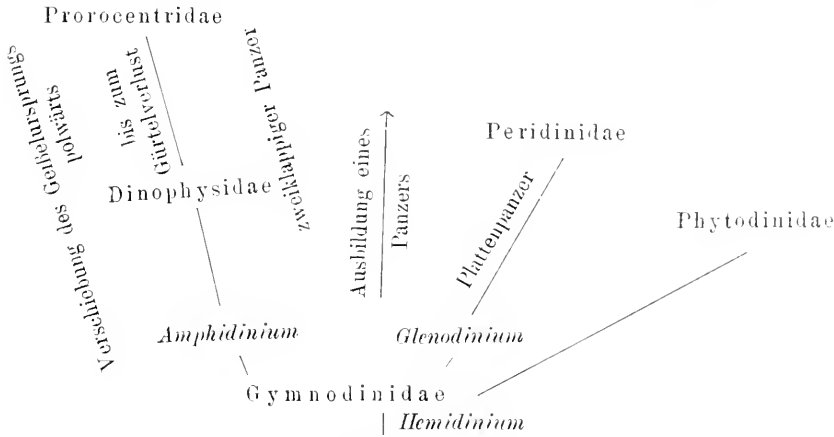 Prorocentridae
Verschiebung des Geißelursprungs
polwärts
bis zum
Gürtelverlust
zweiklappiger Panzer
Dinophysidae
Ausbildung eines
Panzers
Peridinidae
Plattenpanzer
Phytodinidae
Amphidinium
Glenodinium
Gymnodinidae
Hemidinium